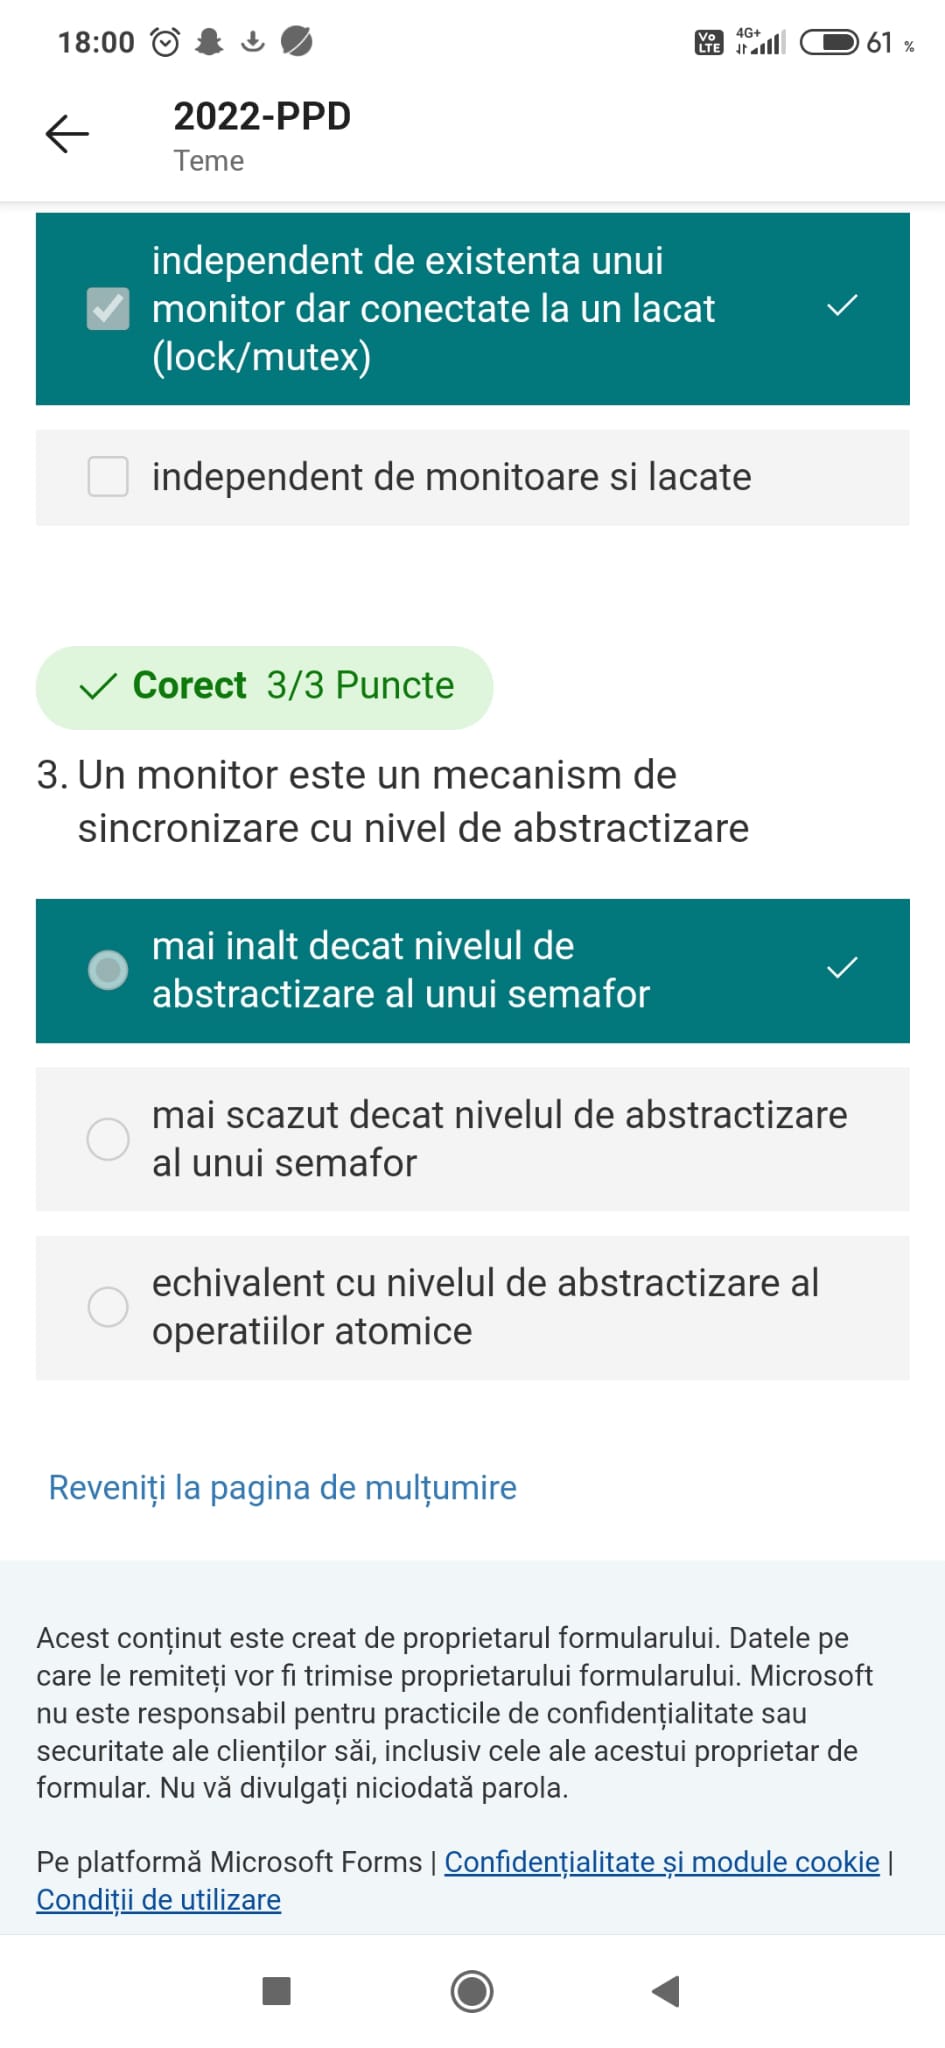 18:00
Vo LTE 4G+ 61 %
2022-PPD
Teme
independent de existenta unui
monitor dar conectate la un lacat
(lock/mutex)
independent de monitoare si lacate
Corect 3/3 Puncte
3. Un monitor este un mecanism de
sincronizare cu nivel de abstractizare
mai inalt decat nivelul de
abstractizare al unui semafor
mai scazut decat nivelul de abstractizare
al unui semafor
echivalent cu nivelul de abstractizare al
operatiilor atomice
Reveniți la pagina de mulțumire
Acest conținut este creat de proprietarul formularului. Datele pe
care le remiteți vor fi trimise proprietarului formularului. Microsoft
nu este responsabil pentru practicile de confidențialitate sau
securitate ale clienților săi, inclusiv cele ale acestui proprietar de
formular. Nu vă divulgați niciodată parola.
Pe platformă Microsoft Forms | Confidențialitate și module cookie |
Condiții de utilizare